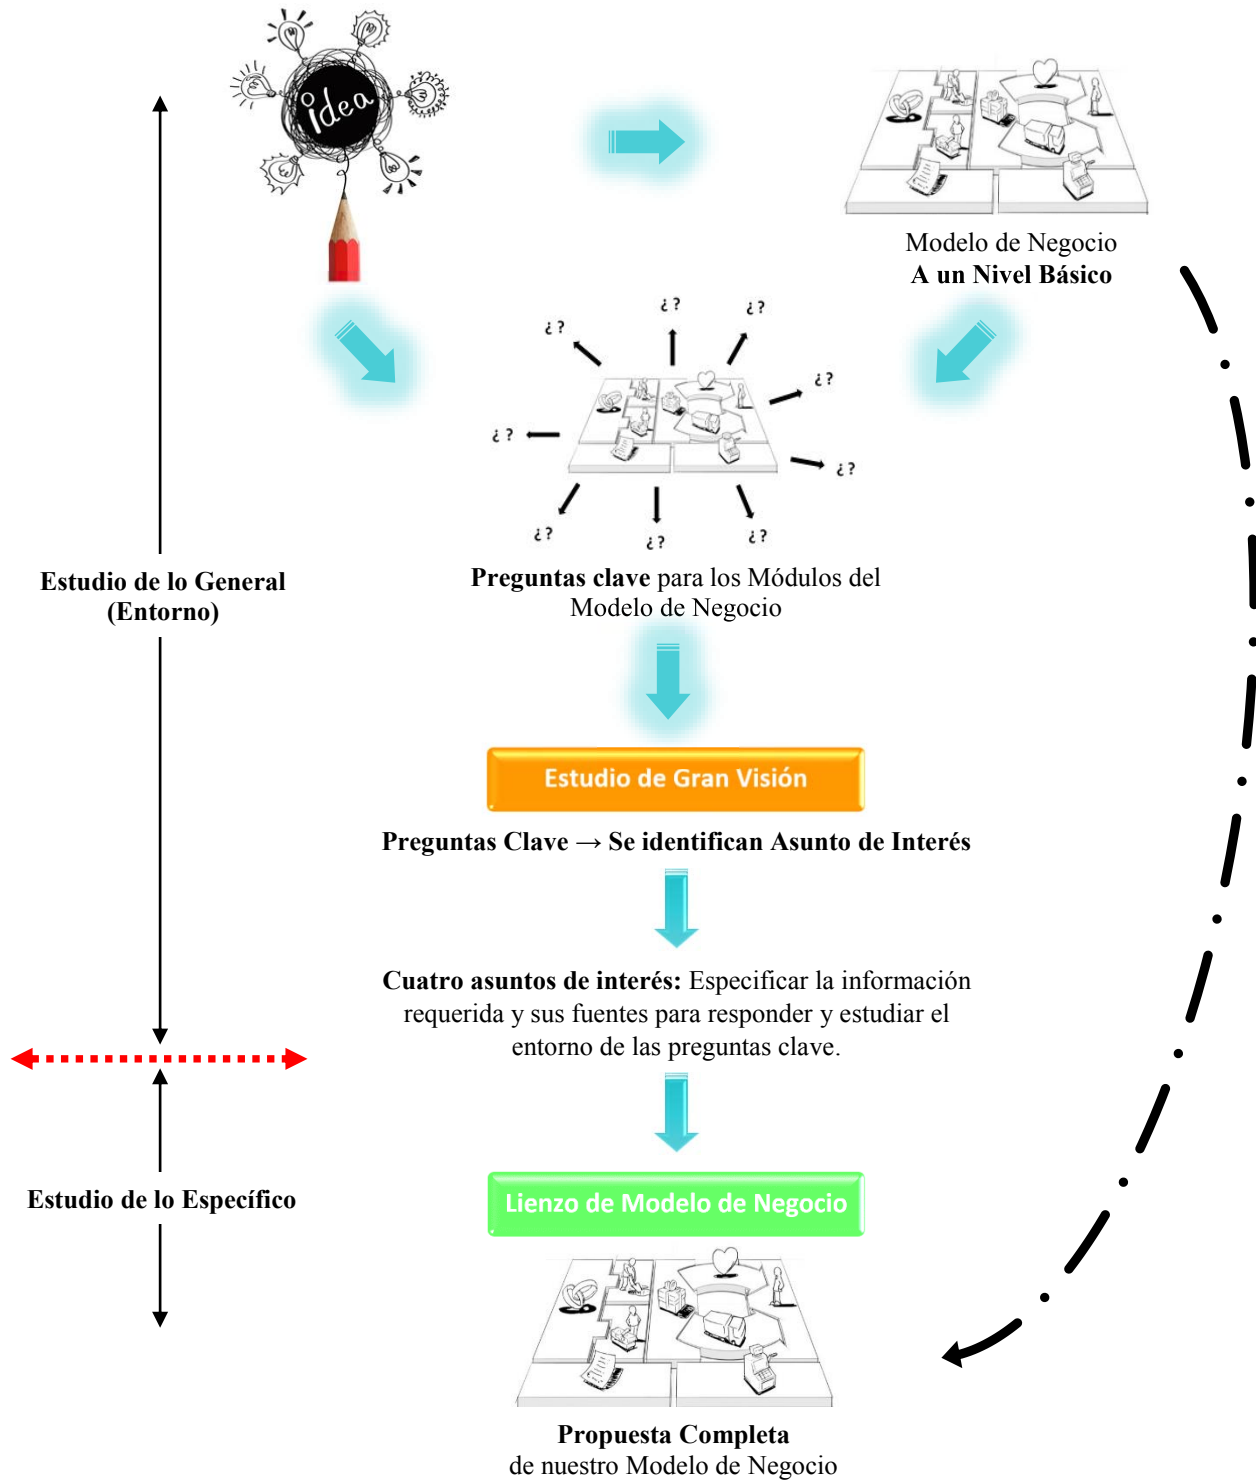 idea
Modelo de Negocio
A un Nivel Básico
¿?
¿?
¿?
¿?
¿?
¿?
¿?
¿?
¿?
Estudio de lo General
(Entorno)
Preguntas clave para los Módulos del
Modelo de Negocio
Estudio de Gran Visión
Preguntas Clave → Se identifican Asunto de Interés
Cuatro asuntos de interés: Especificar la información
requerida y sus fuentes para responder y estudiar el
entorno de las preguntas clave.
Estudio de lo Específico
Lienzo de Modelo de Negocio
Propuesta Completa
de nuestro Modelo de Negocio